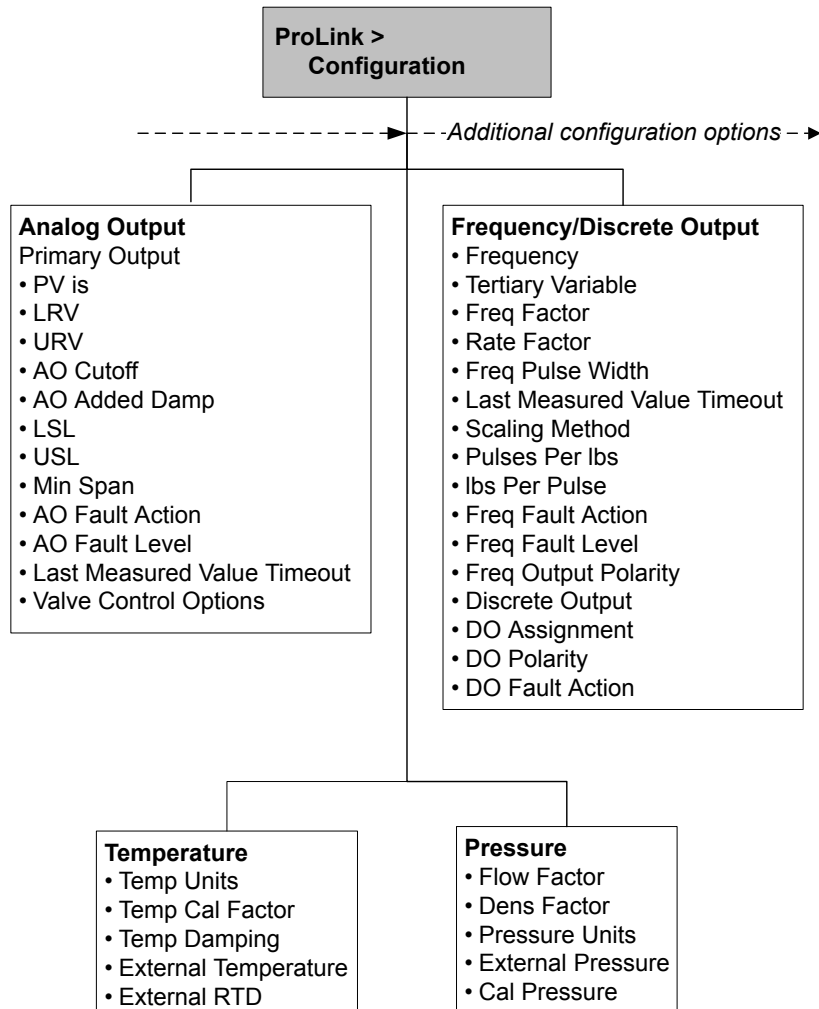 ProLink >
Configuration
Additional configuration options
Analog Output
Primary Output
• PV is
• LRV
• URV
• AO Cutoff
• AO Added Damp
• LSL
• USL
• Min Span
• AO Fault Action
• AO Fault Level
• Last Measured Value Timeout
• Valve Control Options
Frequency/Discrete Output
• Frequency
• Tertiary Variable
• Freq Factor
• Rate Factor
• Freq Pulse Width
• Last Measured Value Timeout
• Scaling Method
• Pulses Per lbs
• lbs Per Pulse
• Freq Fault Action
• Freq Fault Level
• Freq Output Polarity
• Discrete Output
• DO Assignment
• DO Polarity
• DO Fault Action
Temperature
• Temp Units
• Temp Cal Factor
• Temp Damping
• External Temperature
• External RTD
Pressure
• Flow Factor
• Dens Factor
• Pressure Units
• External Pressure
• Cal Pressure